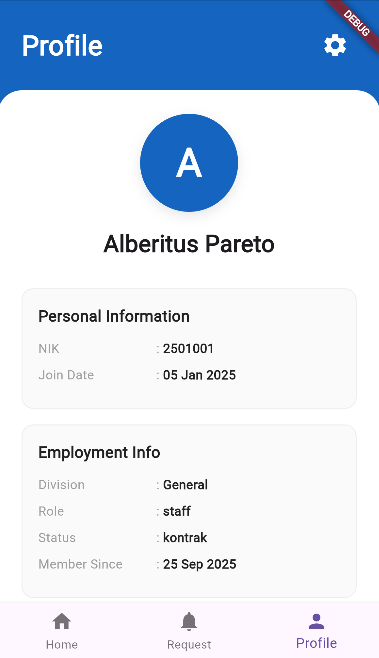 Profile
DEBUG
A
Alberitus Pareto
Personal Information
NIK : 2501001
Join Date : 05 Jan 2025
Employment Info
Division : General
Role : staff
Status : kontrak
Member Since : 25 Sep 2025
Home Request Profile